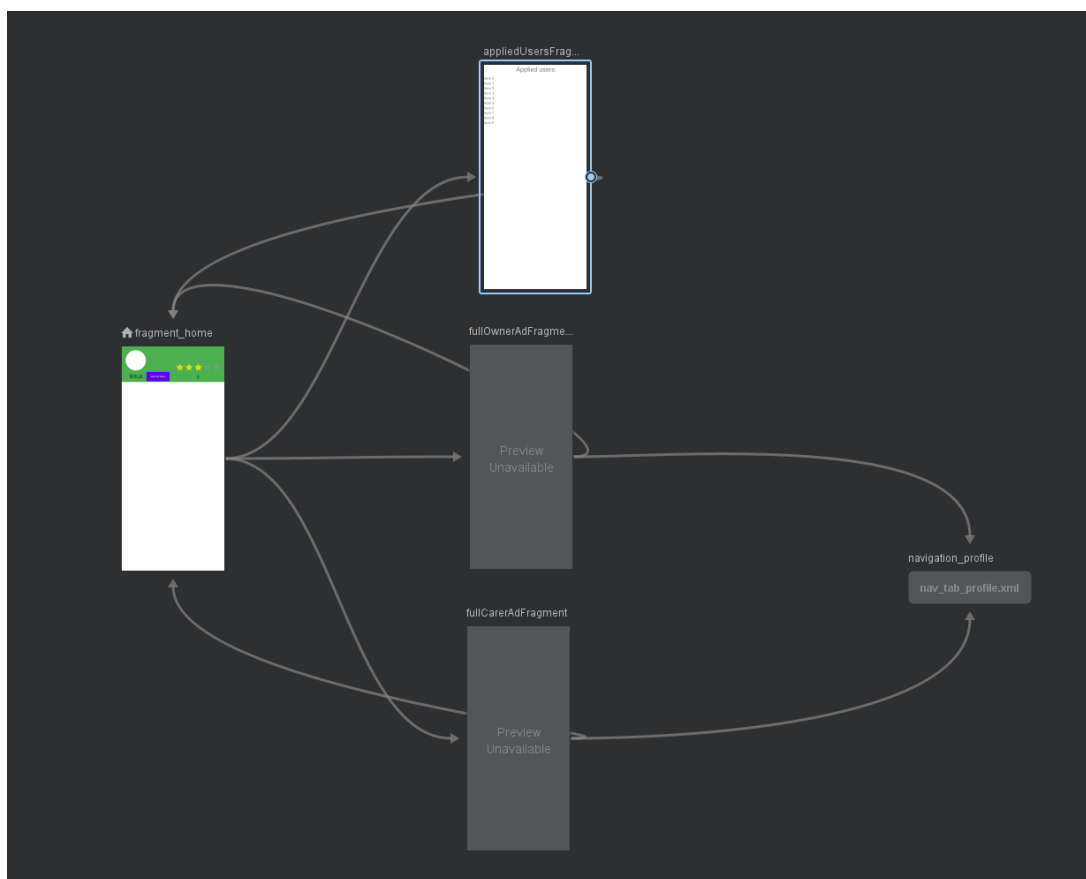 appliedUsersFrag...
Applied users:
fragment_home
fullOwnerAdFragme...
Preview
Unavailable
navigation_profile
nav_tab_profile.xml
fullCarerAdFragment
Preview
Unavailable